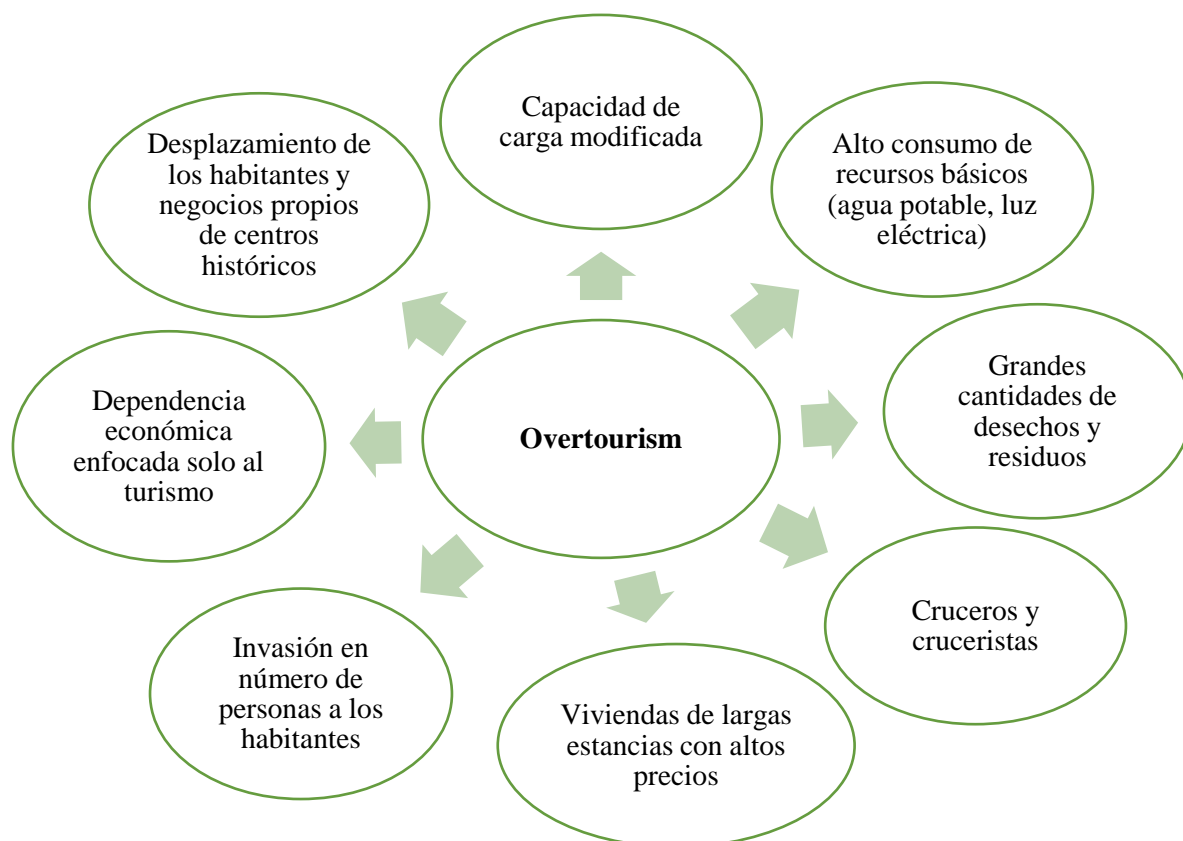 Capacidad de
carga modificada
Alto consumo de
recursos básicos
(agua potable, luz
eléctrica)
Grandes
cantidades de
desechos y
residuos
Cruceros y
cruceristas
Viviendas de largas
estancias con altos
precios
Invasión en
número de
personas a los
habitantes
Dependencia
económica
enfocada solo al
turismo
Desplazamiento de
los habitantes y
negocios propios
de centros
históricos
Overtourism